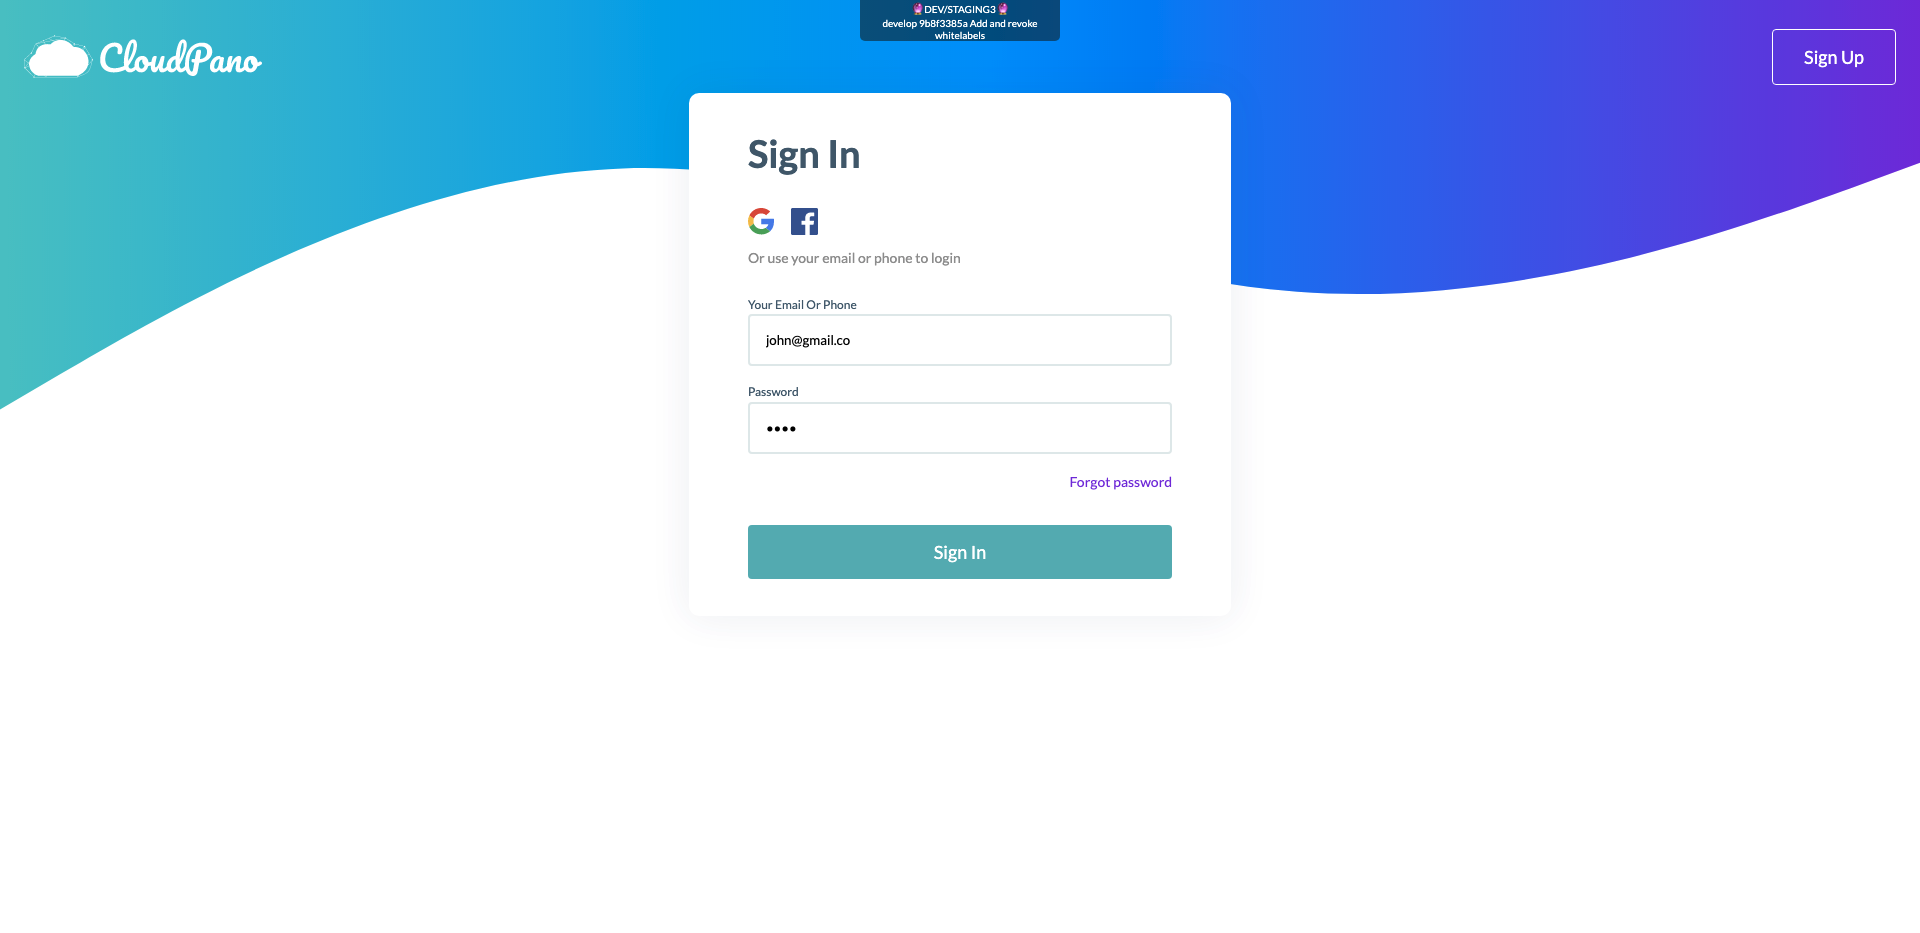 🔮DEV/STAGING3🔮
develop 9b8f3385a Add and revoke
whitelabels
CloudPano
Sign Up
Sign In
Or use your email or phone to login
Your Email Or Phone
john@gmail.co
Password
••••
Forgot password
Sign In